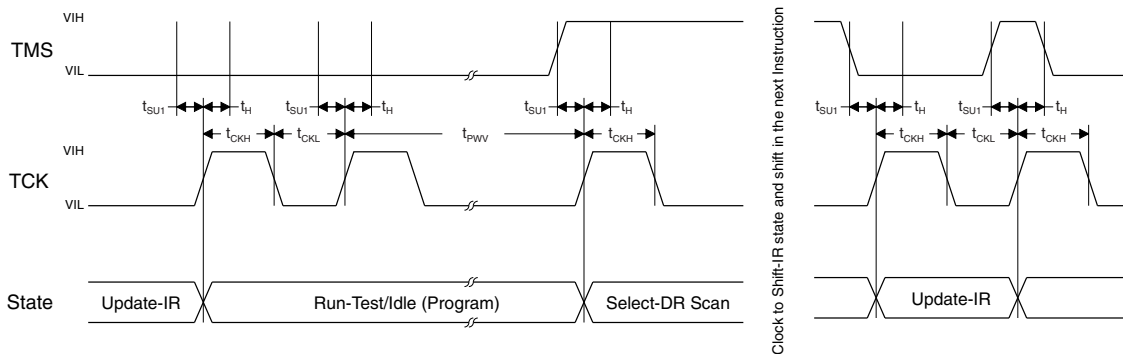 VIH
TMS
VIL
tSU1 tH tSU1 tH tSU1 tH tSU1 tH tSU1 tH
tCKH tCKL tPWV tCKH tCKH tCKL tCKH
VIH
TCK
VIL
State
Update-IR Run-Test/Idle (Program) Select-DR Scan Update-IR
Clock to Shift-IR state and shift in the next Instruction